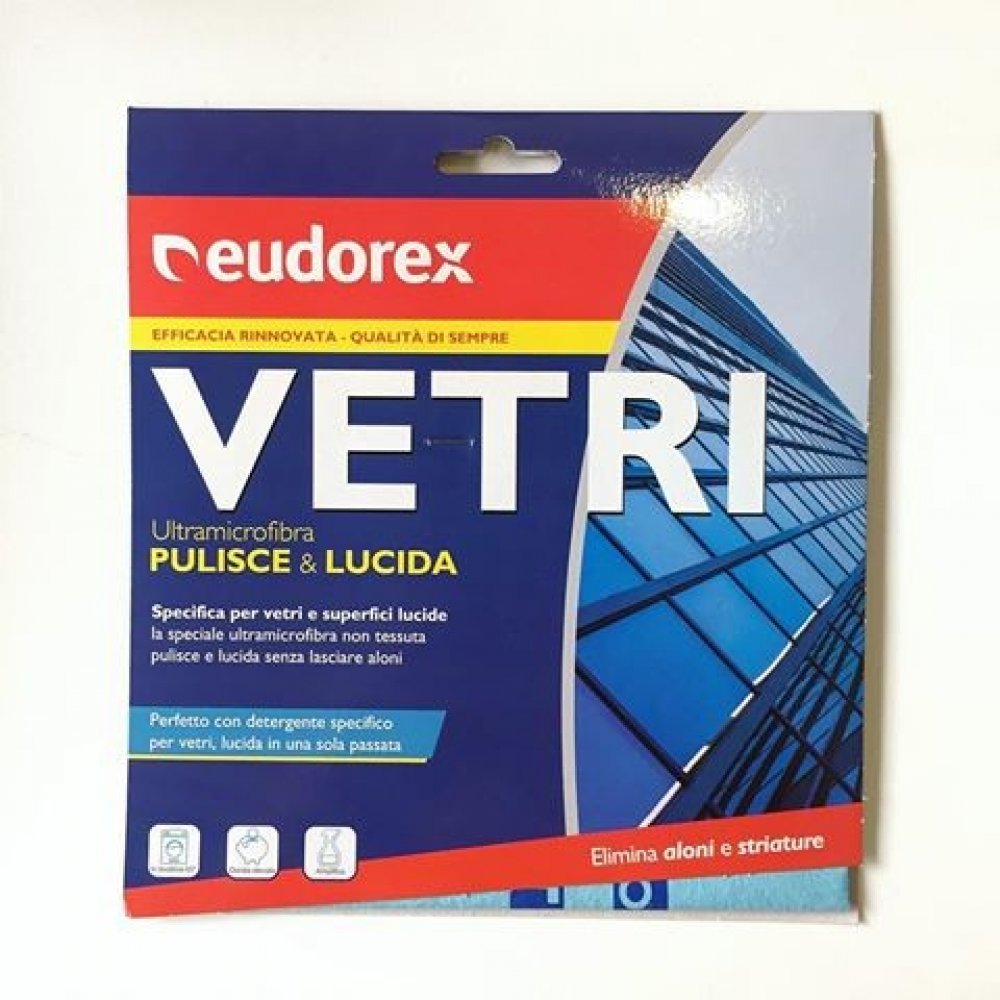 eudorex
EFFICACIA RINNOVATA - QUALITÀ DI SEMPRE
VETRI
Ultramicrofibra
PULISCE & LUCIDA
Specifica per vetri e superfici lucide
la speciale ultramicrofibra non tessuta
pulisce e lucida senza lasciare aloni
Perfetto con detergente specifico
per vetri, lucida in una sola passata
Elimina aloni e striature